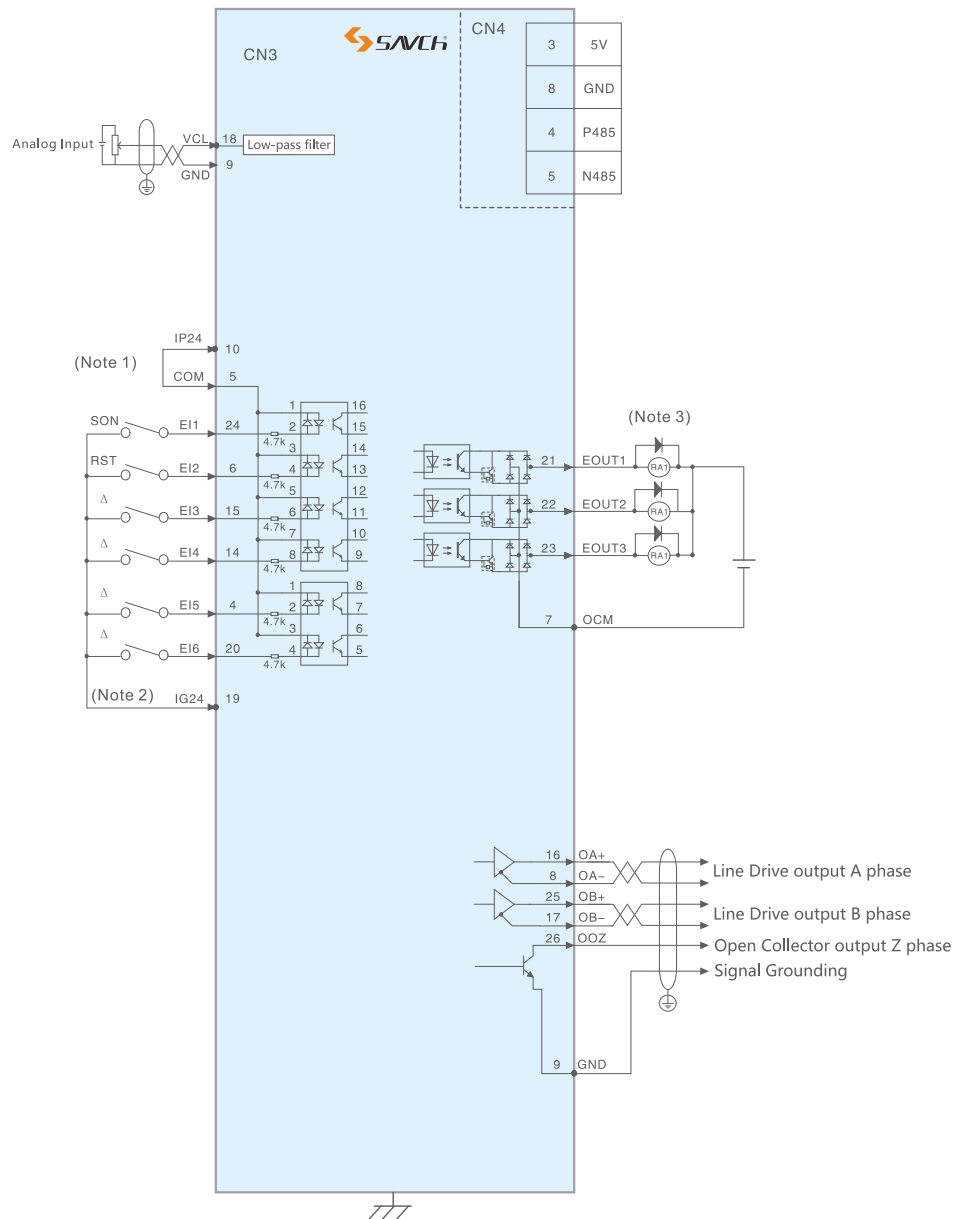 CN3
SAVCH
CN4
3 5V
8 GND
4 P485
5 N485
Analog Input
VCL 18 Low-pass filter
9
GND
IP24
10
(Note 1)
COM 5
SON EI1 24 4.7k 1 2 16 15
RST EI2 6 4.7k 3 4 14 13
Δ EI3 15 4.7k 5 6 12 11
Δ EI4 14 4.7k 7 8 10 9
Δ EI5 4 4.7k 1 2 8 7
Δ EI6 20 4.7k 3 4 6 5
(Note 2) IG24 19
(Note 3)
21 EOUT1 RA1
22 EOUT2 RA1
23 EOUT3 RA1
7 OCM
16 OA+
8 OA−
Line Drive output A phase
25 OB+
17 OB−
Line Drive output B phase
26 OOZ
Open Collector output Z phase
Signal Grounding
9 GND